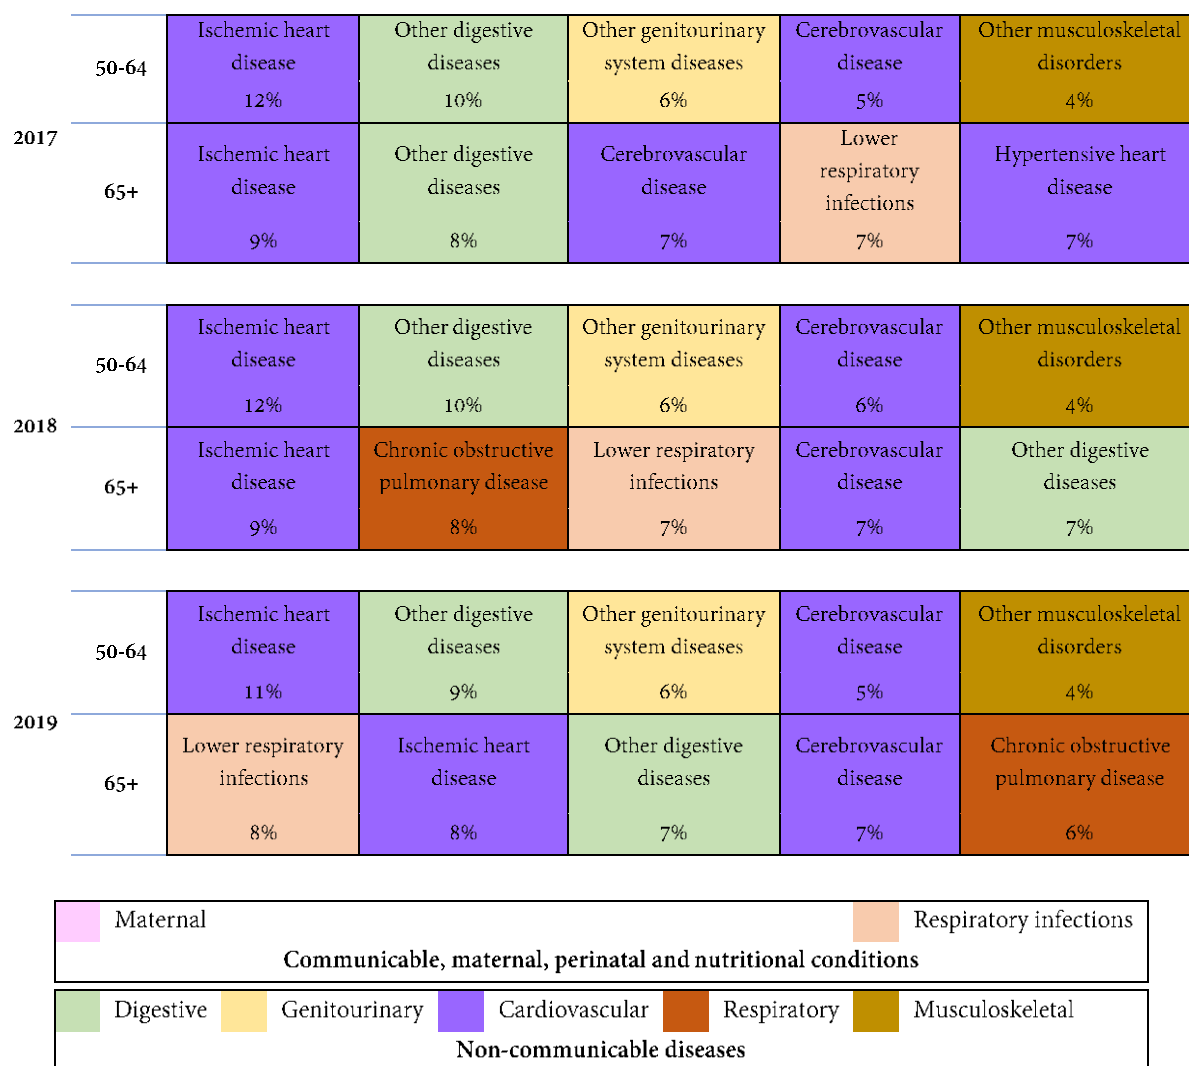 2017
50-64
Ischemic heart
disease
12%
Other digestive
diseases
10%
Other genitourinary
system diseases
6%
Cerebrovascular
disease
5%
Other musculoskeletal
disorders
4%
65+
Ischemic heart
disease
9%
Other digestive
diseases
8%
Cerebrovascular
disease
7%
Lower
respiratory
infections
7%
Hypertensive heart
disease
7%
2018
50-64
Ischemic heart
disease
12%
Other digestive
diseases
10%
Other genitourinary
system diseases
6%
Cerebrovascular
disease
6%
Other musculoskeletal
disorders
4%
65+
Ischemic heart
disease
9%
Chronic obstructive
pulmonary disease
8%
Lower respiratory
infections
7%
Cerebrovascular
disease
7%
Other digestive
diseases
7%
2019
50-64
Ischemic heart
disease
11%
Other digestive
diseases
9%
Other genitourinary
system diseases
6%
Cerebrovascular
disease
5%
Other musculoskeletal
disorders
4%
65+
Lower respiratory
infections
8%
Ischemic heart
disease
8%
Other digestive
diseases
7%
Cerebrovascular
disease
7%
Chronic obstructive
pulmonary disease
6%
Maternal
Respiratory infections
Communicable, maternal, perinatal and nutritional conditions
Digestive
Genitourinary
Cardiovascular
Respiratory
Musculoskeletal
Non-communicable diseases